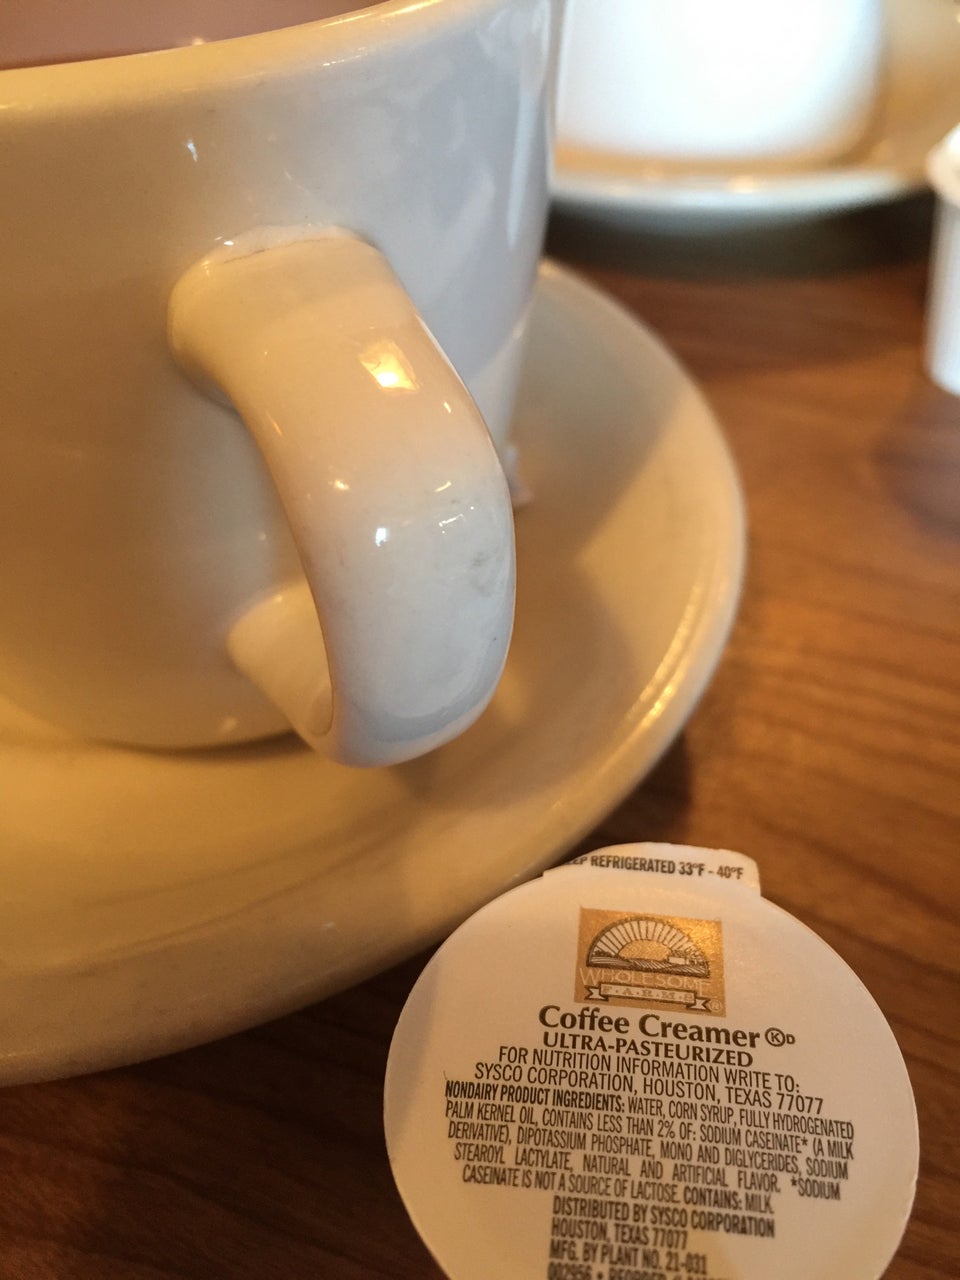 REFRIGERATED 33°F - 40°F
WHOLESOME
FARMS ®
Coffee Creamer ⓀD
ULTRA-PASTEURIZED
FOR NUTRITION INFORMATION WRITE TO:
SYSCO CORPORATION, HOUSTON, TEXAS 77077
NONDAIRY PRODUCT INGREDIENTS: WATER, CORN SYRUP, FULLY HYDROGENATED
PALM KERNEL OIL, CONTAINS LESS THAN 2% OF: SODIUM CASEINATE* (A MILK
DERIVATIVE), DIPOTASSIUM PHOSPHATE, MONO AND DIGLYCERIDES, SODIUM
STEAROYL LACTYLATE, NATURAL AND ARTIFICIAL FLAVOR. *SODIUM
CASEINATE IS NOT A SOURCE OF LACTOSE. CONTAINS: MILK.
DISTRIBUTED BY SYSCO CORPORATION
HOUSTON, TEXAS 77077
MFG. BY PLANT NO. 21-031